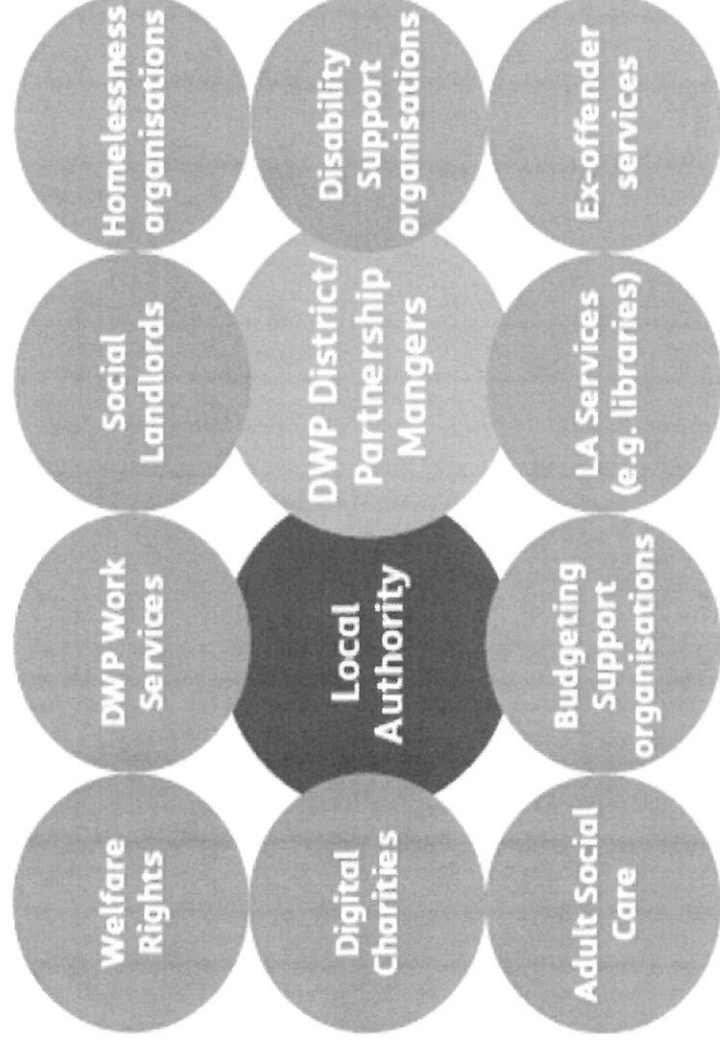 Welfare
Rights
DWP Work
Services
Social
Landlords
Homelessness
organisations
Digital
Charities
Local
Authority
DWP District/
Partnership
Mangers
Disability
Support
organisations
Adult Social
Care
Budgeting
Support
organisations
LA Services
(e.g. libraries)
Ex-offender
services